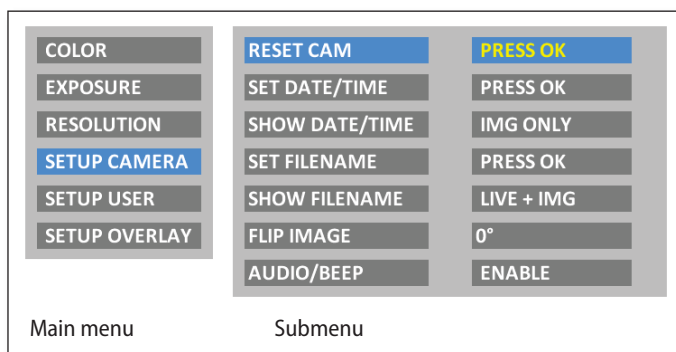 COLOR
EXPOSURE
RESOLUTION
SETUP CAMERA
SETUP USER
SETUP OVERLAY
RESET CAM PRESS OK
SET DATE/TIME PRESS OK
SHOW DATE/TIME IMG ONLY
SET FILENAME PRESS OK
SHOW FILENAME LIVE + IMG
FLIP IMAGE 0°
AUDIO/BEEP ENABLE
Main menu Submenu